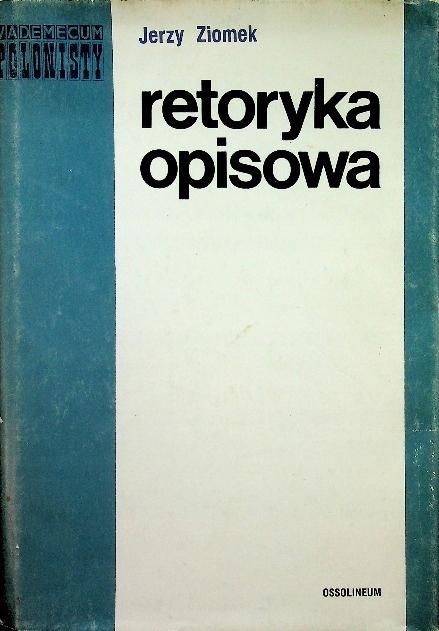 VADEMECUM
POLONISTY
Jerzy Ziomek
retoryka
opisowa
OSSOLINEUM